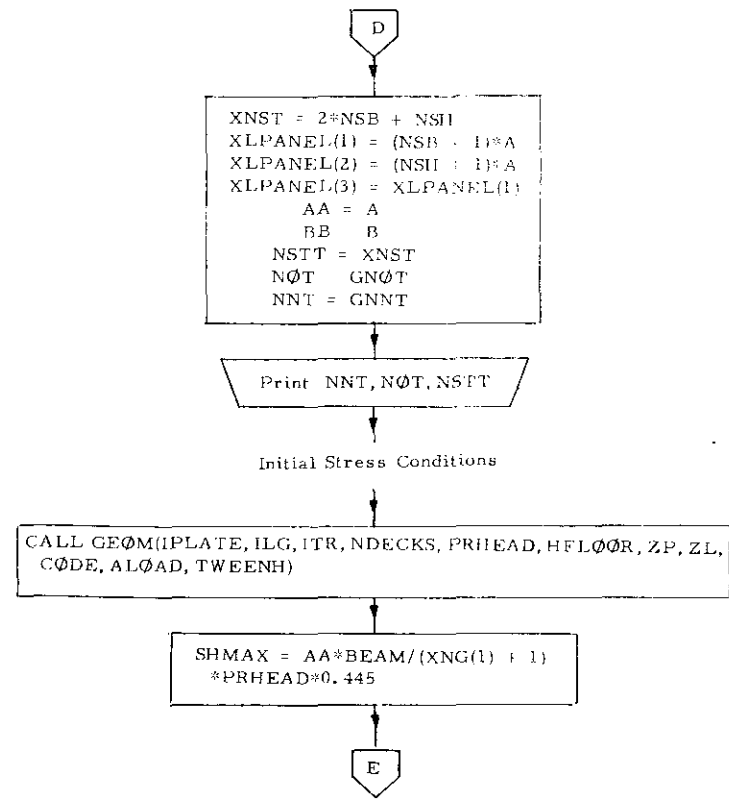 D
XNST = 2*NSB + NSH
XLPANEL(1) = (NSB + 1)*A
XLPANEL(2) = (NSH + 1)*A
XLPANEL(3) = XLPANEL(1)
AA = A
BB B
NSTT = XNST
NØT GNØT
NNT = GNNT
Print NNT, NØT, NSTT
Initial Stress Conditions
CALL GEØM(IPLATE, ILG, ITR, NDECKS, PRHEAD, HFLØØR, ZP, ZL,
CØDE, ALØAD, TWEENH)
SHMAX = AA*BEAM/(XNG(1) + 1)
*PRHEAD*0.445
E